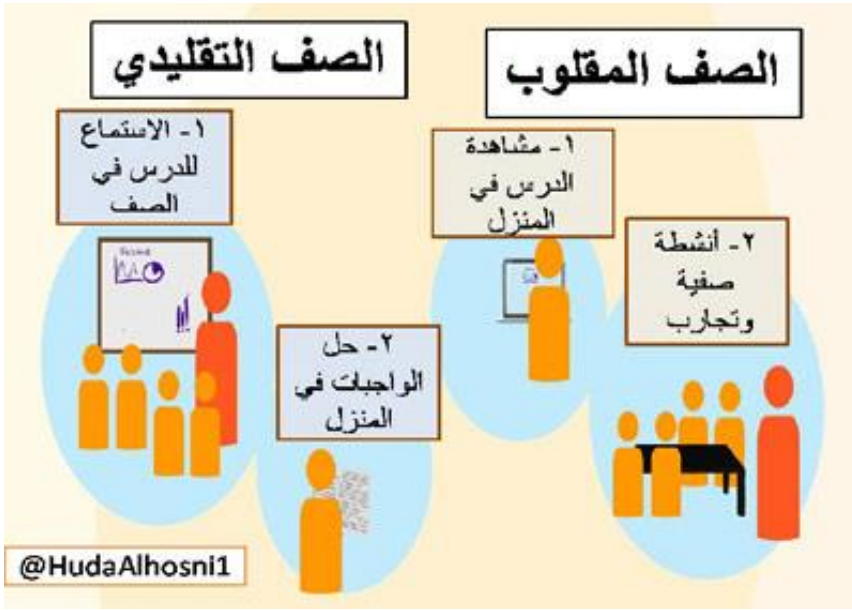 الصف المقلوب
١- مشاهدة
الدرس في
المنزل
٢- أنشطة
صفية
وتجارب
الصف التقليدي
١- الاستماع
للدرس في
الصف
٢- حل
الواجبات في
المنزل
@HudaAlhosni1